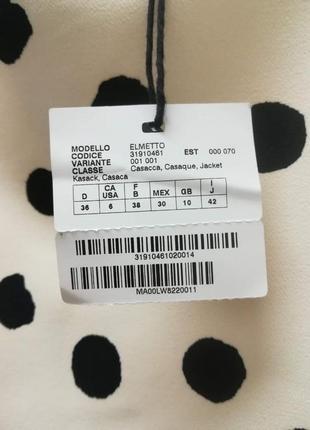 MODELLO ELMETTO
CODICE 31910461 EST 000 070
VARIANTE 001 001
CLASSE Casacca, Casaque, Jacket
Kasack, Casaca
D CA USA F B MEX GB I J
36 6 38 30 10 42
31910461020014
MA00LW8220011